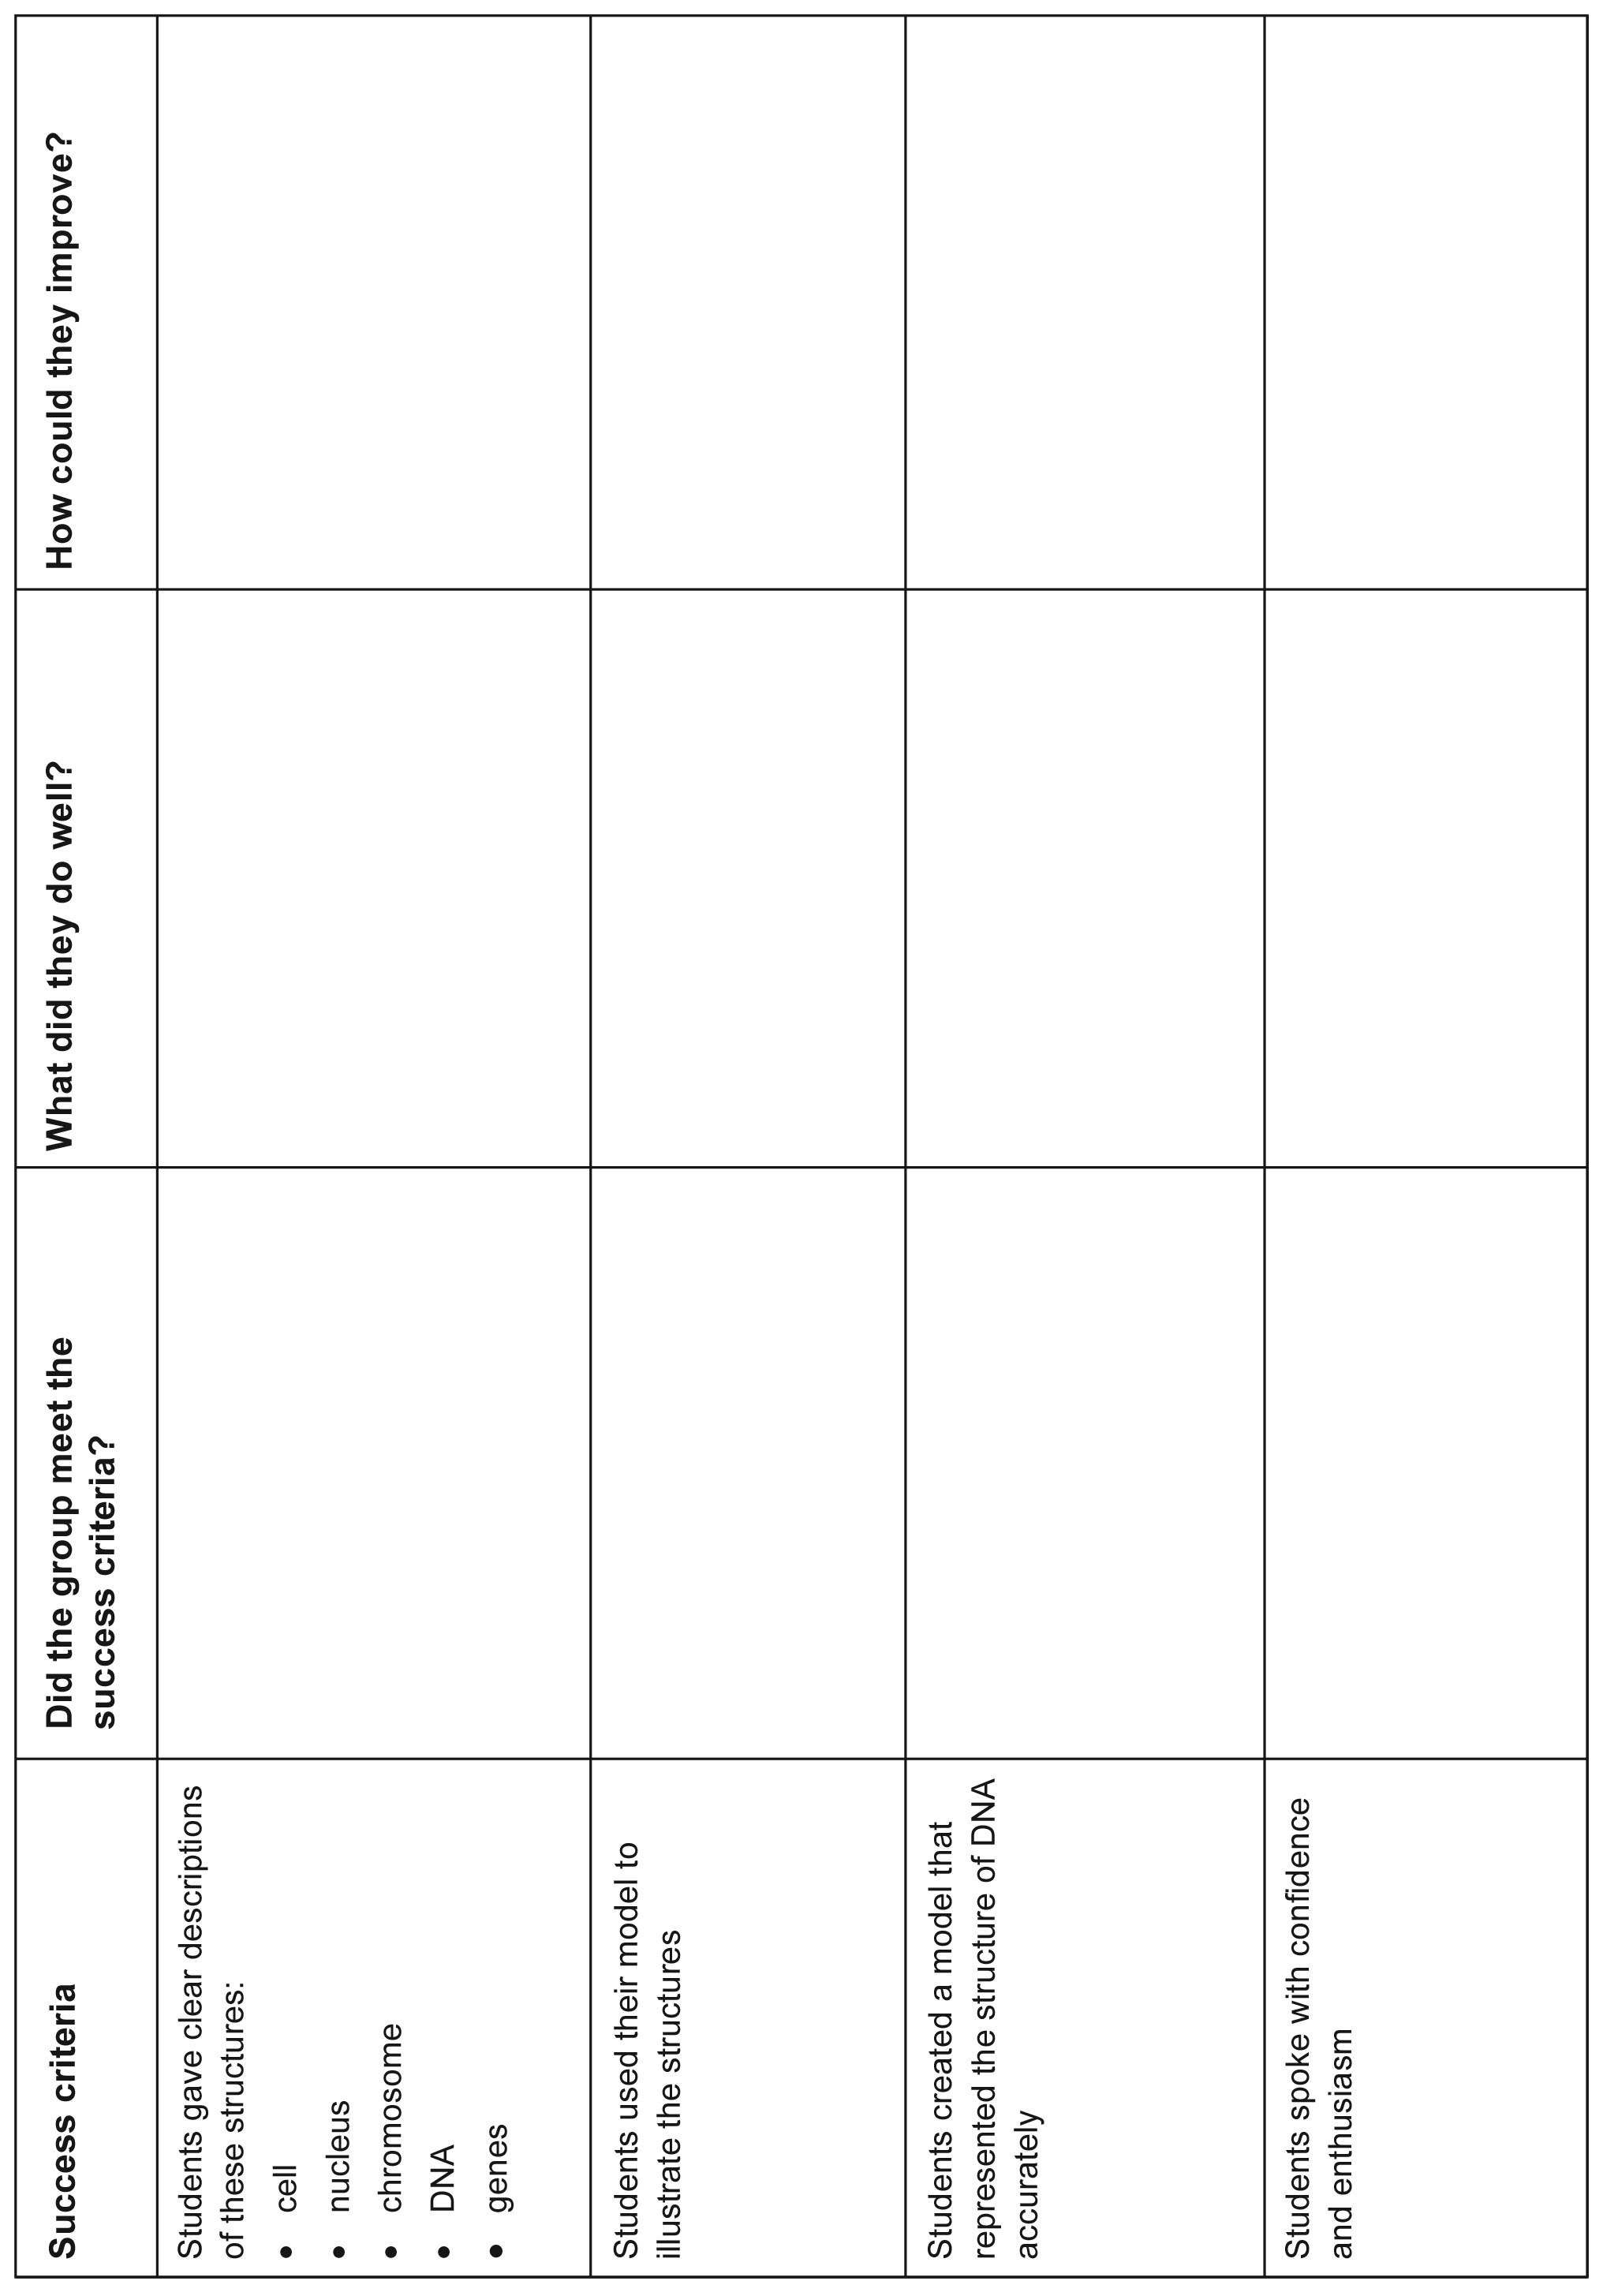 Success criteria
Did the group meet the
success criteria?
What did they do well?
How could they improve?
Students gave clear descriptions
of these structures:
• cell
• nucleus
• chromosome
• DNA
• genes
Students used their model to
illustrate the structures
Students created a model that
represented the structure of DNA
accurately
Students spoke with confidence
and enthusiasm